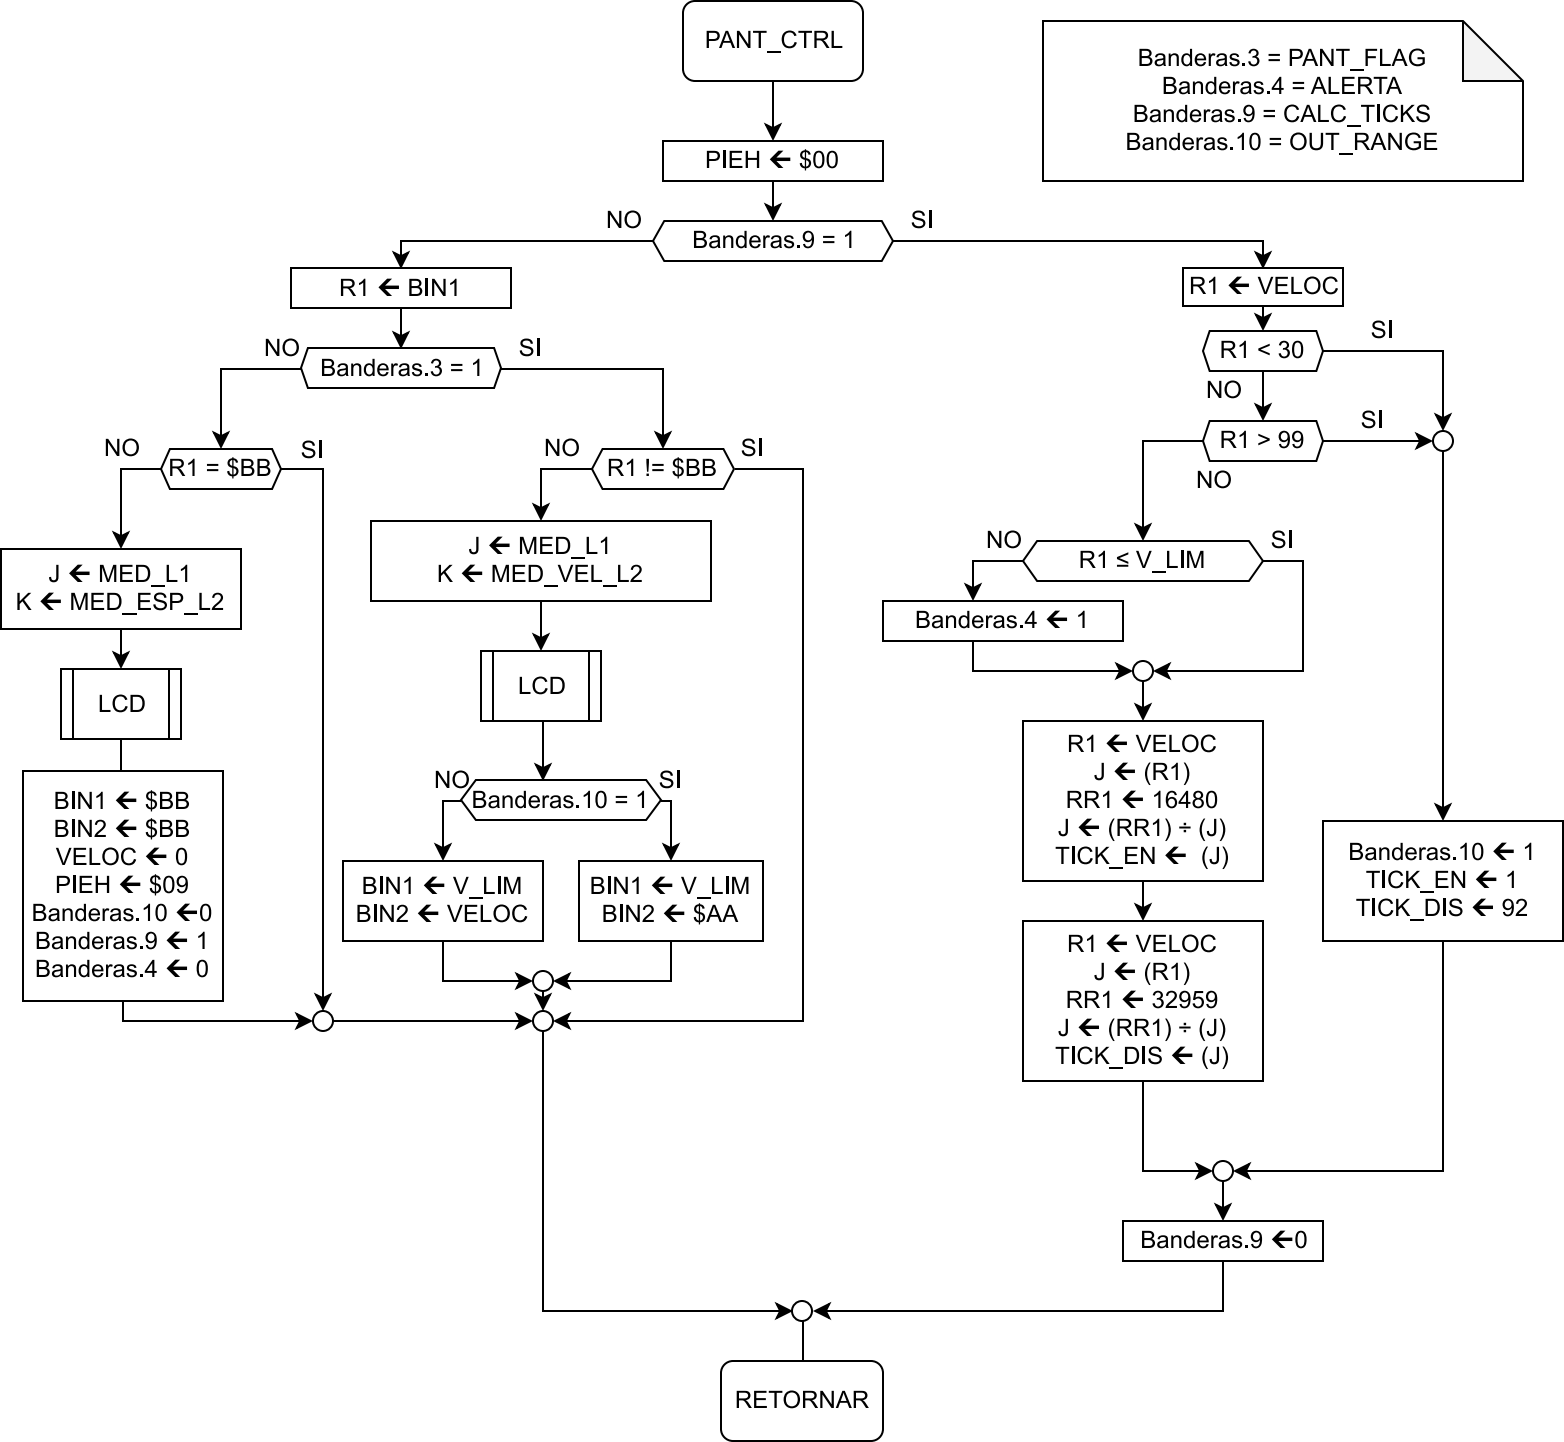 PANT_CTRL
Banderas.3 = PANT_FLAG
Banderas.4 = ALERTA
Banderas.9 = CALC_TICKS
Banderas.10 = OUT_RANGE
PIEH ← $00
NO
Banderas.9 = 1
SI
R1 ← BIN1
NO
Banderas.3 = 1
SI
NO
R1 = $BB
SI
J ← MED_L1
K ← MED_ESP_L2
LCD
BIN1 ← $BB
BIN2 ← $BB
VELOC ← 0
PIEH ← $09
Banderas.10 ←0
Banderas.9 ← 1
Banderas.4 ← 0
NO
R1 != $BB
SI
J ← MED_L1
K ← MED_VEL_L2
LCD
NO
Banderas.10 = 1
SI
BIN1 ← V_LIM
BIN2 ← VELOC
BIN1 ← V_LIM
BIN2 ← $AA
R1 ← VELOC
R1 < 30
SI
NO
R1 > 99
SI
NO
NO
R1 ≤ V_LIM
SI
Banderas.4 ← 1
R1 ← VELOC
J ← (R1)
RR1 ← 16480
J ← (RR1) ÷ (J)
TICK_EN ← (J)
R1 ← VELOC
J ← (R1)
RR1 ← 32959
J ← (RR1) ÷ (J)
TICK_DIS ← (J)
Banderas.10 ← 1
TICK_EN ← 1
TICK_DIS ← 92
Banderas.9 ←0
RETORNAR